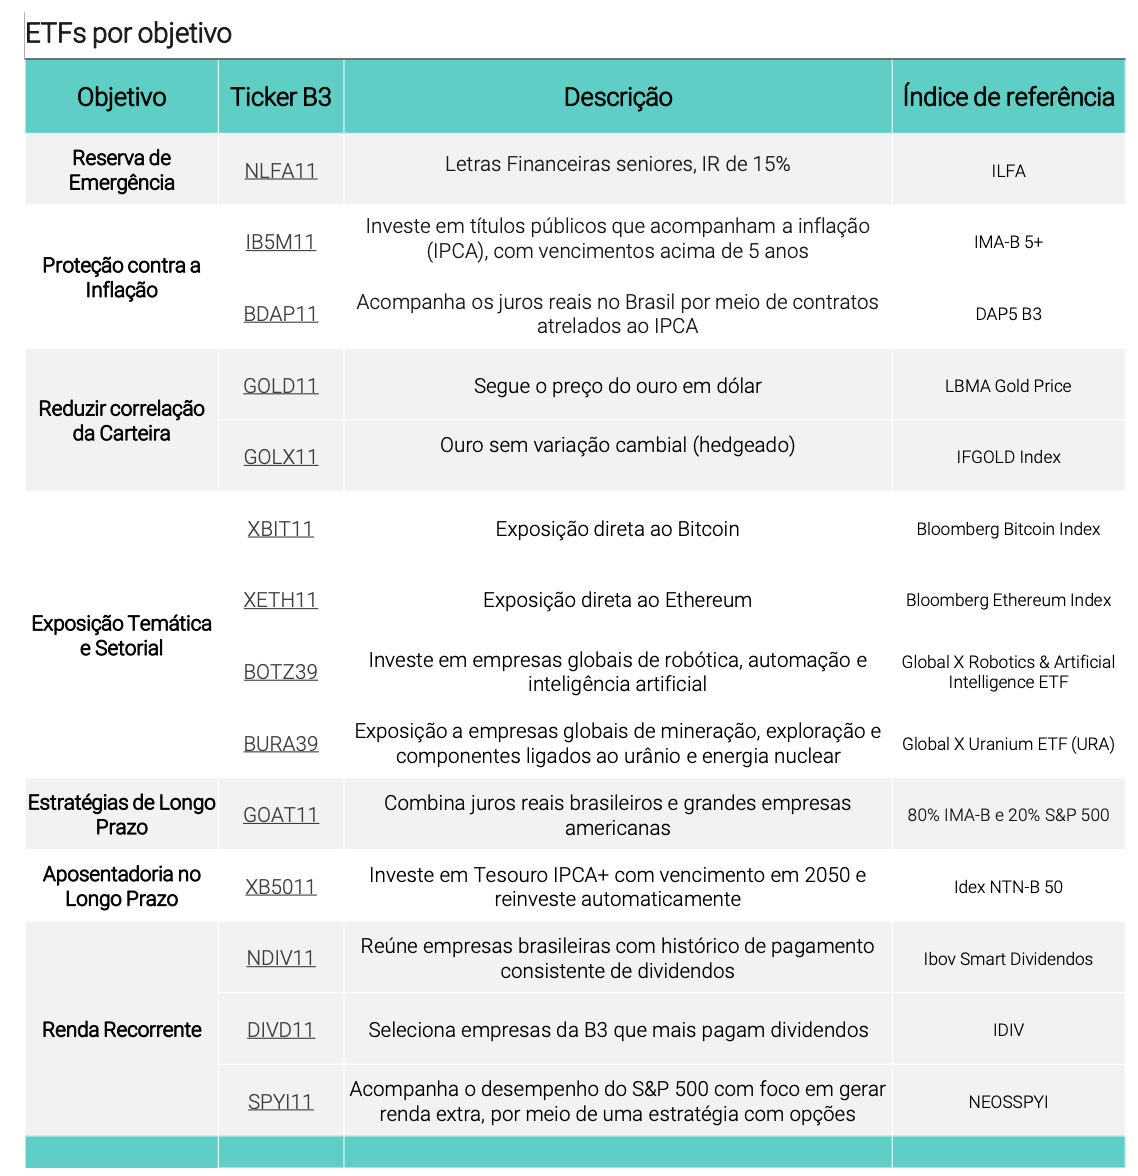 ETFs por objetivo
Objetivo Ticker B3 Descrição Índice de referência
Reserva de
Emergência
NLFA11
Letras Financeiras seniores, IR de 15%
ILFA
Proteção contra a
Inflação
IB5M11
Investe em títulos públicos que acompanham a inflação
(IPCA), com vencimentos acima de 5 anos
IMA-B 5+
BDAP11
Acompanha os juros reais no Brasil por meio de contratos
atrelados ao IPCA
DAP5 B3
Reduzir correlação
da Carteira
GOLD11
Segue o preço do ouro em dólar
LBMA Gold Price
GOLX11
Ouro sem variação cambial (hedgeado)
IFGOLD Index
Exposição Temática
e Setorial
XBIT11
Exposição direta ao Bitcoin
Bloomberg Bitcoin Index
XETH11
Exposição direta ao Ethereum
Bloomberg Ethereum Index
BOTZ39
Investe em empresas globais de robótica, automação e
inteligência artificial
Global X Robotics & Artificial
Intelligence ETF
BURA39
Exposição a empresas globais de mineração, exploração e
componentes ligados ao urânio e energia nuclear
Global X Uranium ETF (URA)
Estratégias de Longo
Prazo
GOAT11
Combina juros reais brasileiros e grandes empresas
americanas
80% IMA-B e 20% S&P 500
Aposentadoria no
Longo Prazo
XB5011
Investe em Tesouro IPCA+ com vencimento em 2050 e
reinveste automaticamente
Idex NTN-B 50
Renda Recorrente
NDIV11
Reúne empresas brasileiras com histórico de pagamento
consistente de dividendos
Ibov Smart Dividendos
DIVD11
Seleciona empresas da B3 que mais pagam dividendos
IDIV
SPYI11
Acompanha o desempenho do S&P 500 com foco em gerar
renda extra, por meio de uma estratégia com opções
NEOSSPYI